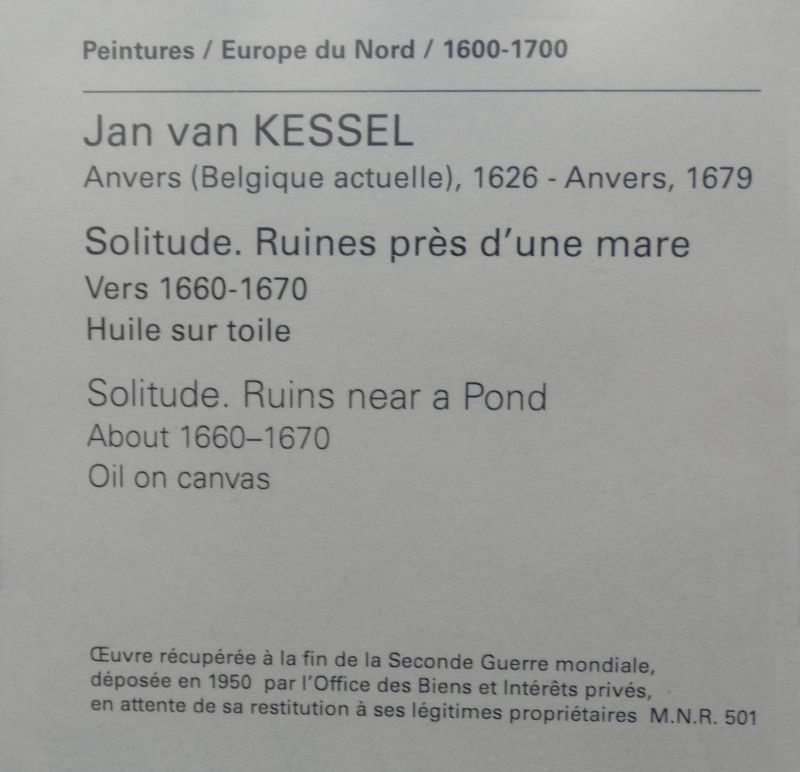 Peintures / Europe du Nord / 1600-1700
Jan van KESSEL
Anvers (Belgique actuelle), 1626 - Anvers, 1679
Solitude. Ruines près d'une mare
Vers 1660-1670
Huile sur toile
Solitude. Ruins near a Pond
About 1660–1670
Oil on canvas
Œuvre récupérée à la fin de la Seconde Guerre mondiale,
déposée en 1950 par l'Office des Biens et Intérêts privés,
en attente de sa restitution à ses légitimes propriétaires M.N.R. 501